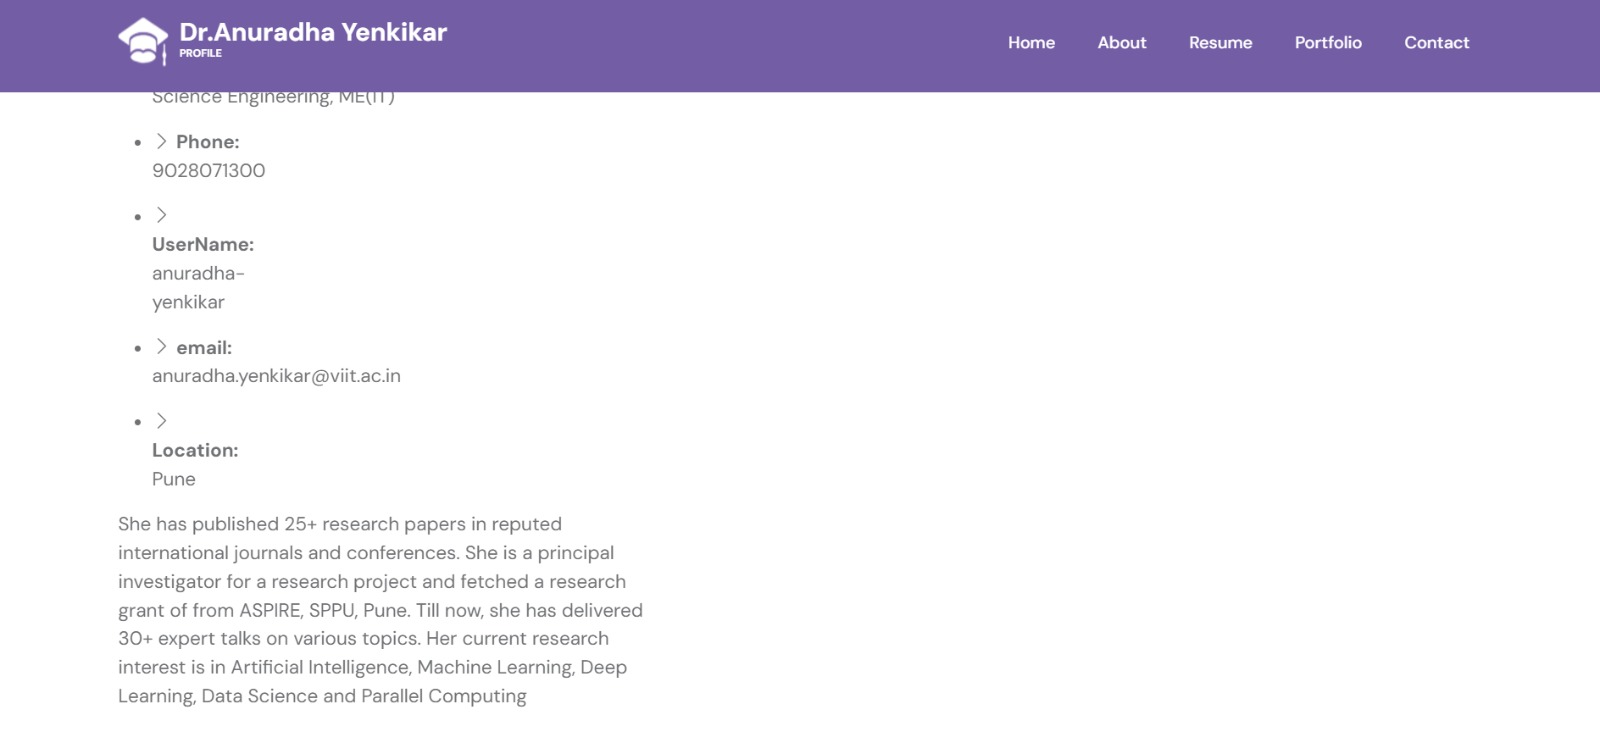 Dr.Anuradha Yenkikar
PROFILE
Home
About
Resume
Portfolio
Contact
Science Engineering, ME(IT)
Phone:
9028071300
UserName:
anuradha-
yenkikar
email:
anuradha.yenkikar@viit.ac.in
Location:
Pune
She has published 25+ research papers in reputed
international journals and conferences. She is a principal
investigator for a research project and fetched a research
grant of from ASPIRE, SPPU, Pune. Till now, she has delivered
30+ expert talks on various topics. Her current research
interest is in Artificial Intelligence, Machine Learning, Deep
Learning, Data Science and Parallel Computing